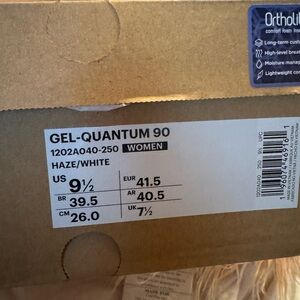 Ortholi
comfort foam
Long-term cush
High-level breat
Moisture manag
Lightweight co
GEL-QUANTUM 90
1202A040-250 WOMEN
HAZE/WHITE
US 9½ EUR 41.5
BR 39.5 AR 40.5
CM 26.0 UK 7½